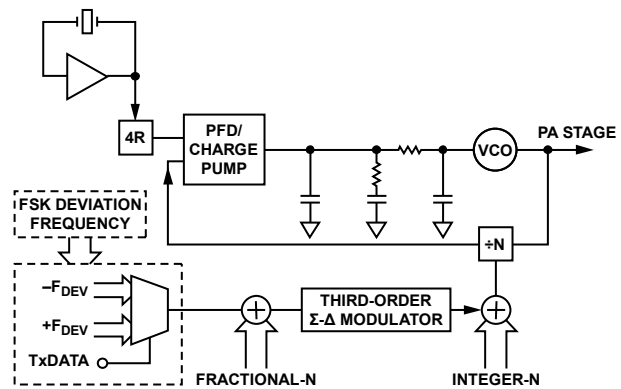 4R
PFD/
CHARGE
PUMP
VCO
PA STAGE
FSK DEVIATION
FREQUENCY
÷N
–FDEV
+FDEV
TxDATA
THIRD-ORDER
Σ-Δ MODULATOR
FRACTIONAL-N
INTEGER-N